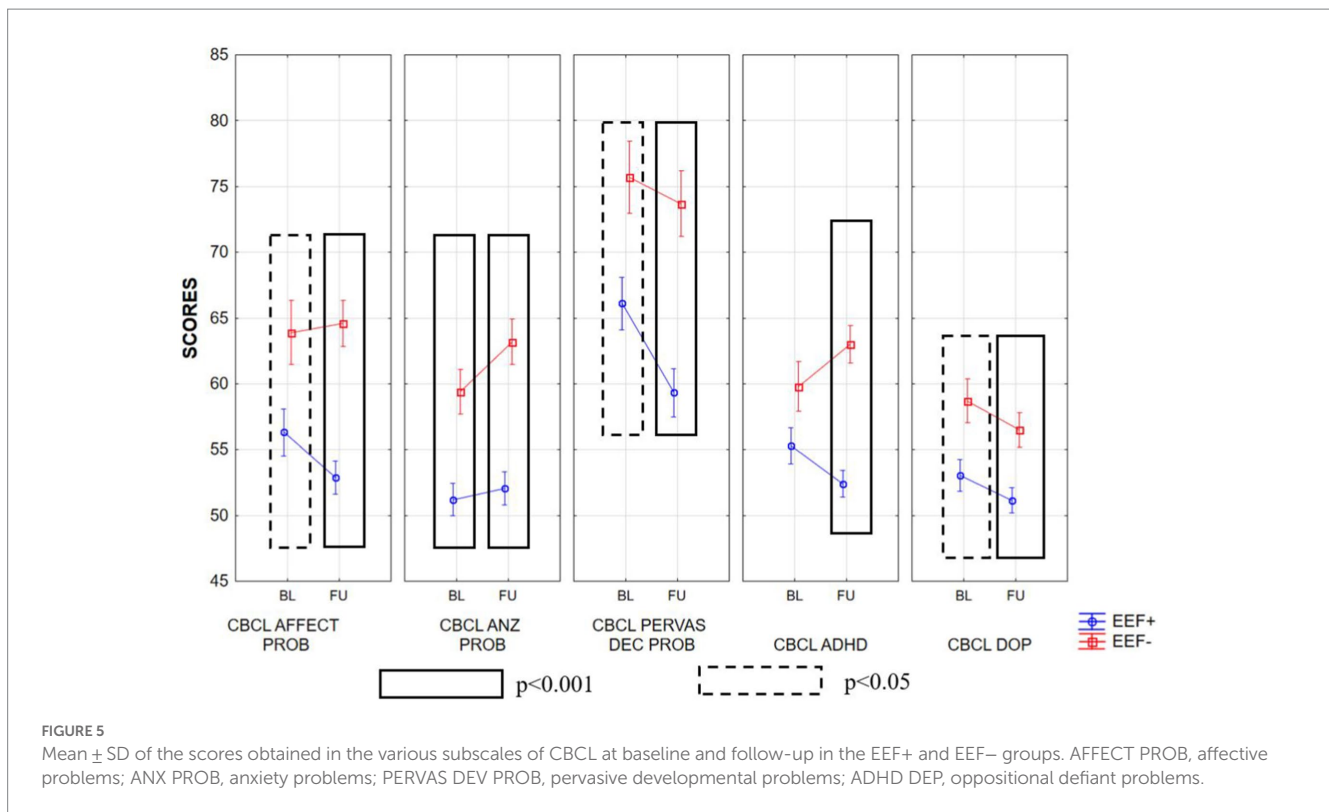 85
80
75
70
65
60
55
50
45
SCORES
BL FU BL FU BL FU BL FU BL FU
CBCL AFFECT
PROB
CBCL ANZ
PROB
CBCL PERVAS
DEC PROB
CBCL ADHD
CBCL DOP
EEF+
EEF-
p<0.001
p<0.05
FIGURE 5
Mean ± SD of the scores obtained in the various subscales of CBCL at baseline and follow-up in the EEF+ and EEF− groups. AFFECT PROB, affective
problems; ANX PROB, anxiety problems; PERVAS DEV PROB, pervasive developmental problems; ADHD DEP, oppositional defiant problems.